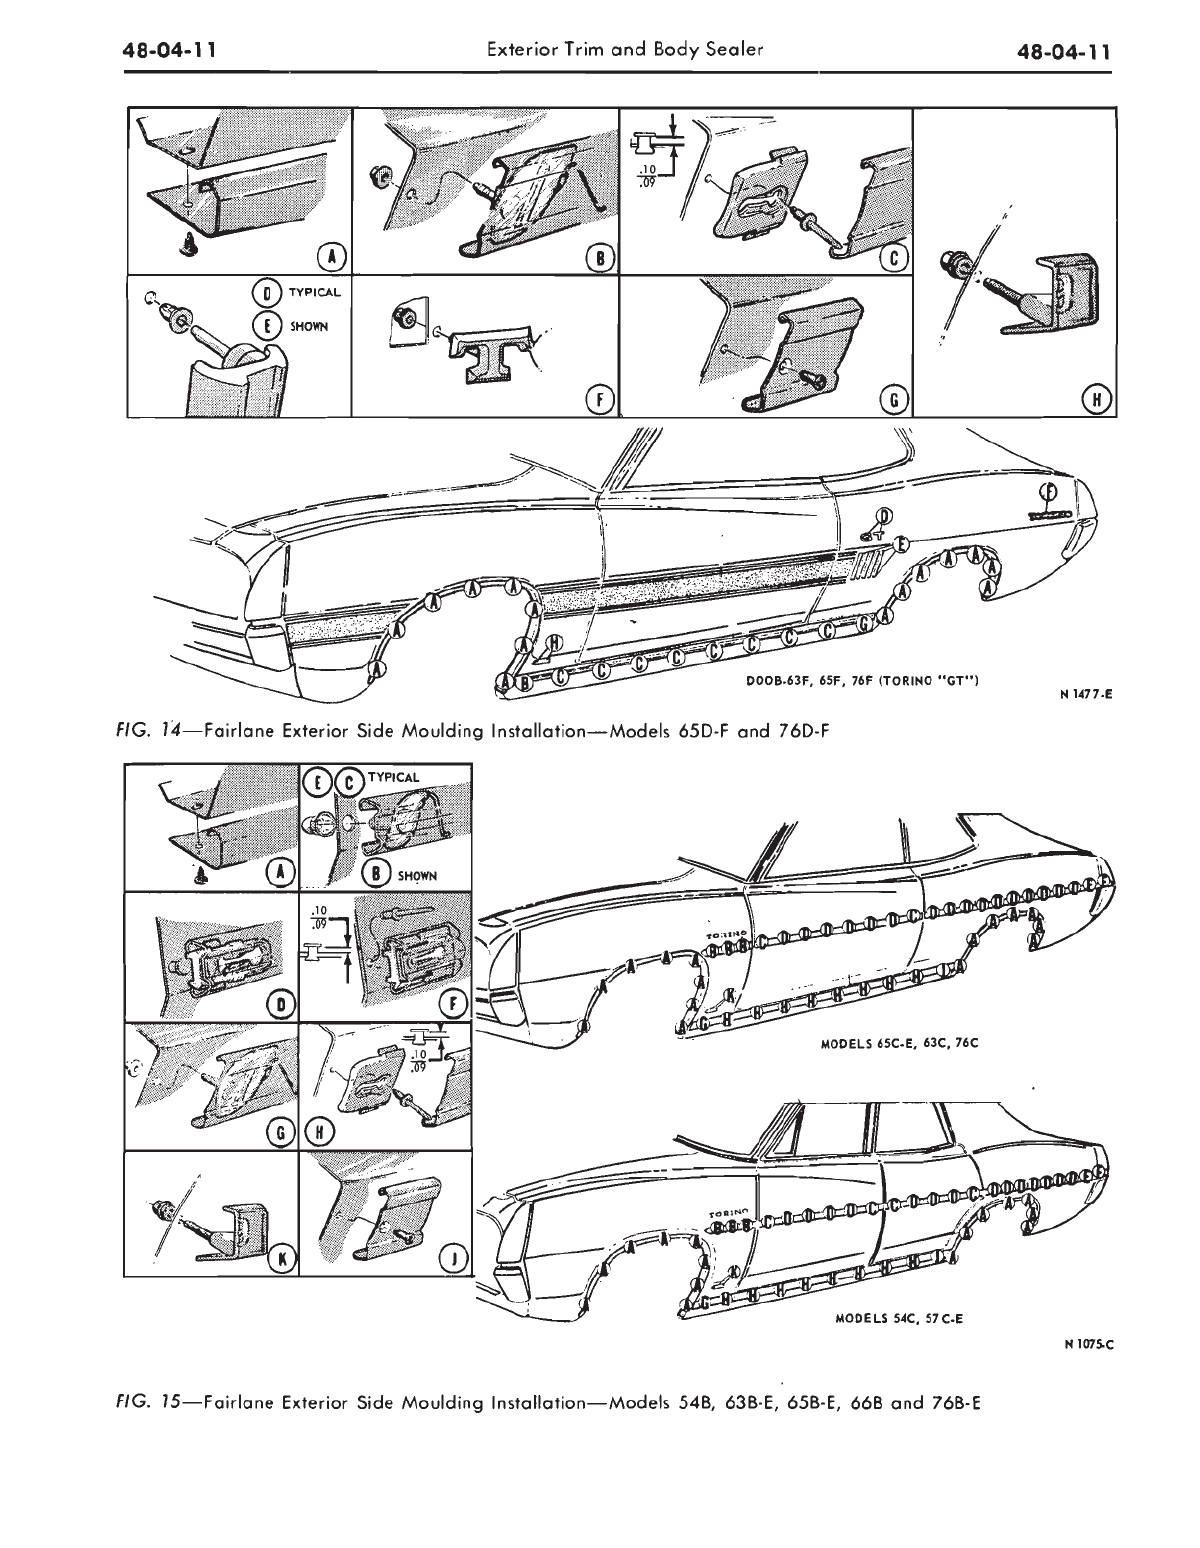 48-04-11 Exterior Trim and Body Sealer 48-04-11
.10
.09
A
B
C
D TYPICAL
E SHOWN
F
G
H
D
G T
E
F
A A A A A A A A A
H
A A A A A A A
A B C C C C C C C C G A
D00B-63F, 65F, 76F (TORINO "GT")
N 1477-E
FIG. 14—Fairlane Exterior Side Moulding Installation—Models 65D-F and 76D-F
A
E C TYPICAL
B SHOWN
D
.10
.09
F
G
.10
.09
H
K
J
TORINO
B B B C D D D D D C D D D D D D D D D D E E
K
MODELS 65C-E, 63C, 76C
TORINO
B B B C D D D D C D D D C D D D D D D D E E
K
MODELS 54C, 57C-E
N 1075-C
FIG. 15—Fairlane Exterior Side Moulding Installation—Models 54B, 63B-E, 65B-E, 66B and 76B-E